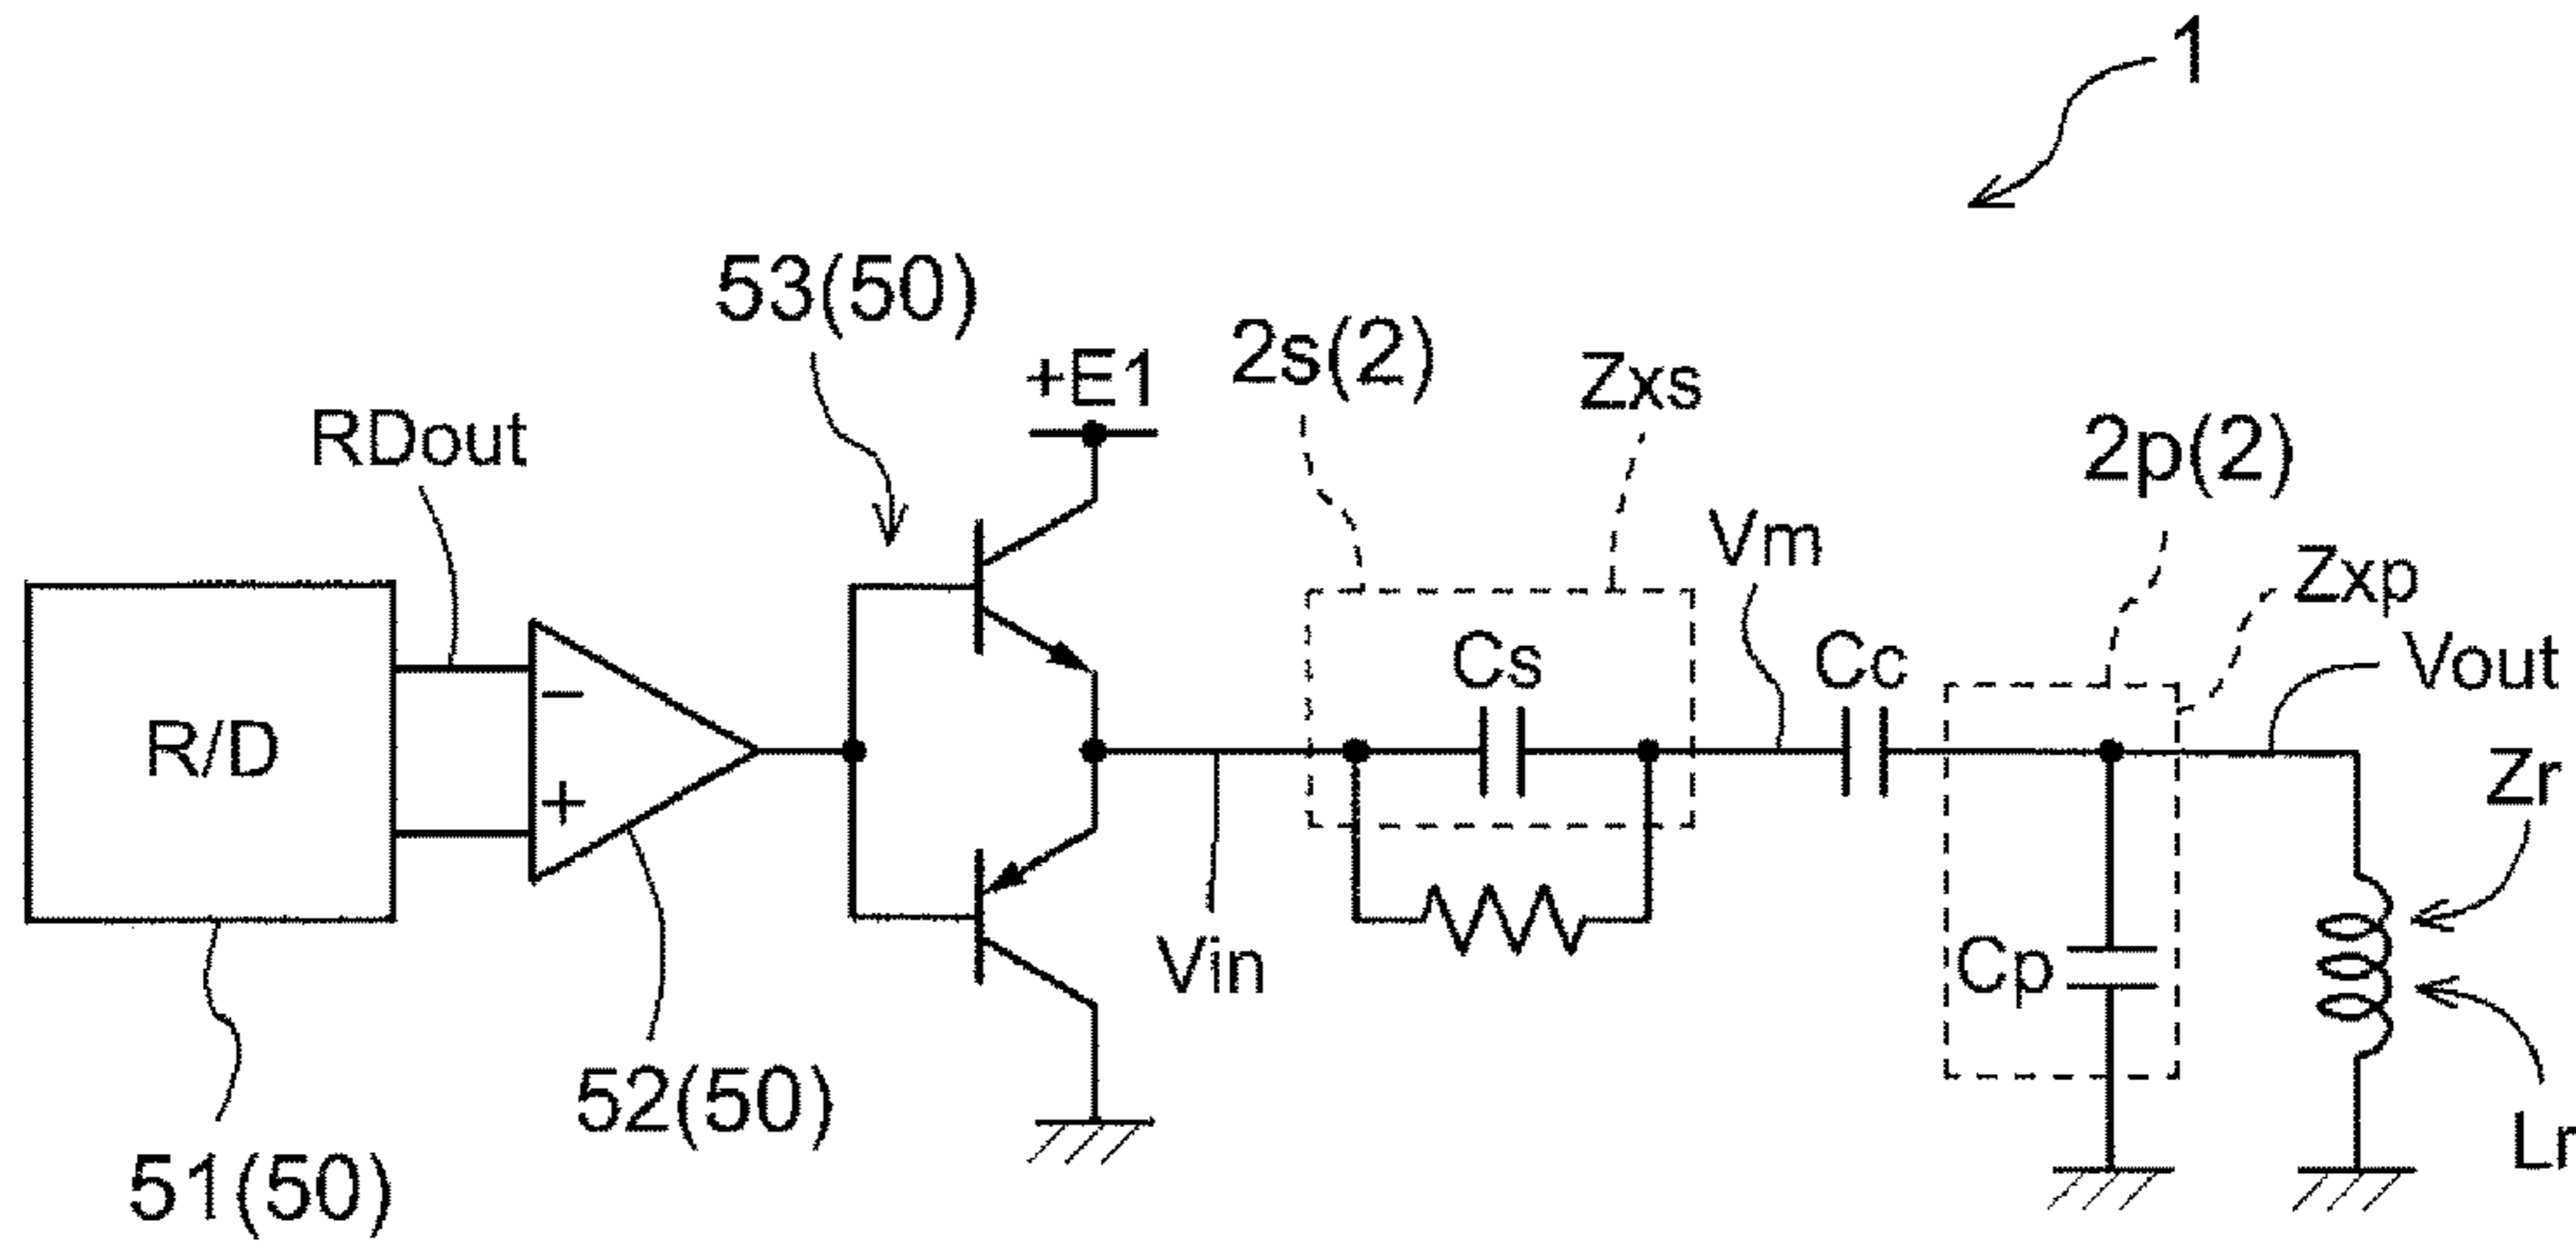 1
53(50)
+E1
2s(2)
Zxs
RDout
2p(2)
Vm
Zxp
Cs
Cc
Vout
R/D
−
+
Zr
Vin
Cp
52(50)
51(50)